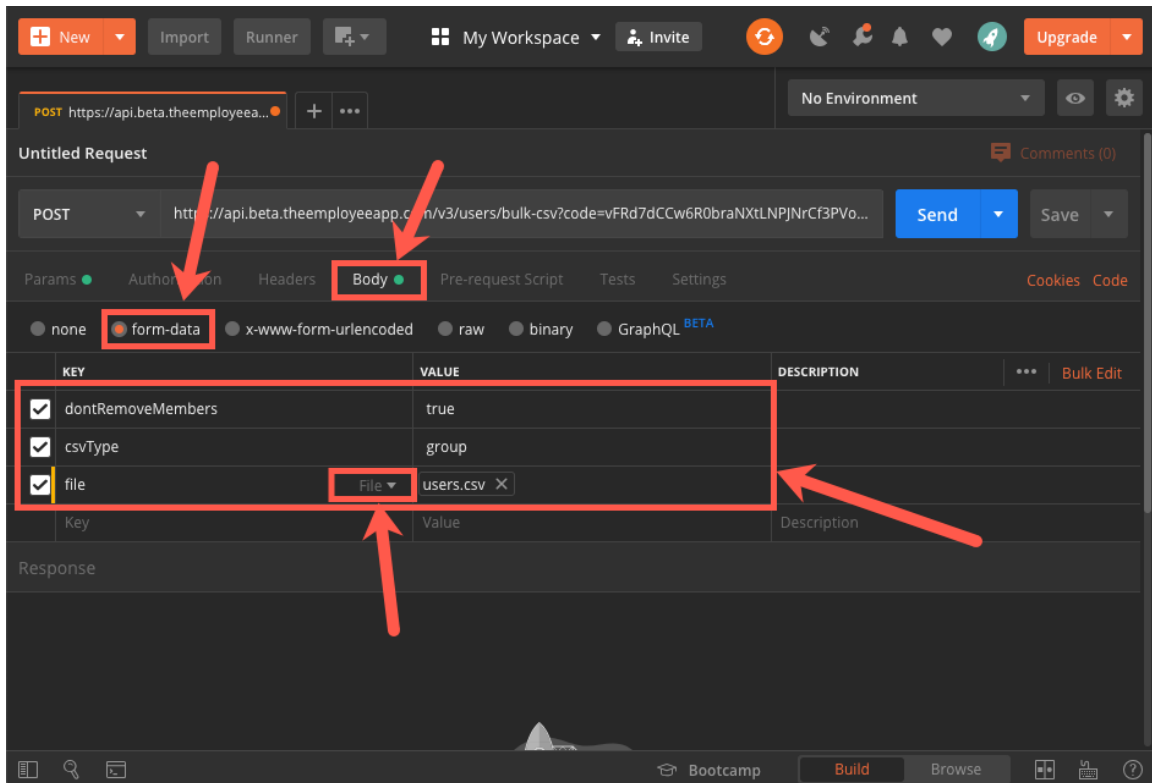 New Import Runner My Workspace Invite Upgrade
POST https://api.beta.theemployeea... No Environment
Untitled Request Comments (0)
POST Send Save
Params Headers Body Pre-request Script Tests Settings Cookies Code
none form-data x-www-form-urlencoded raw binary GraphQL BETA
KEY VALUE DESCRIPTION Bulk Edit
dontRemoveMembers true
csvType group
file File users.csv
Key Value Description
Response
Bootcamp Build Browse